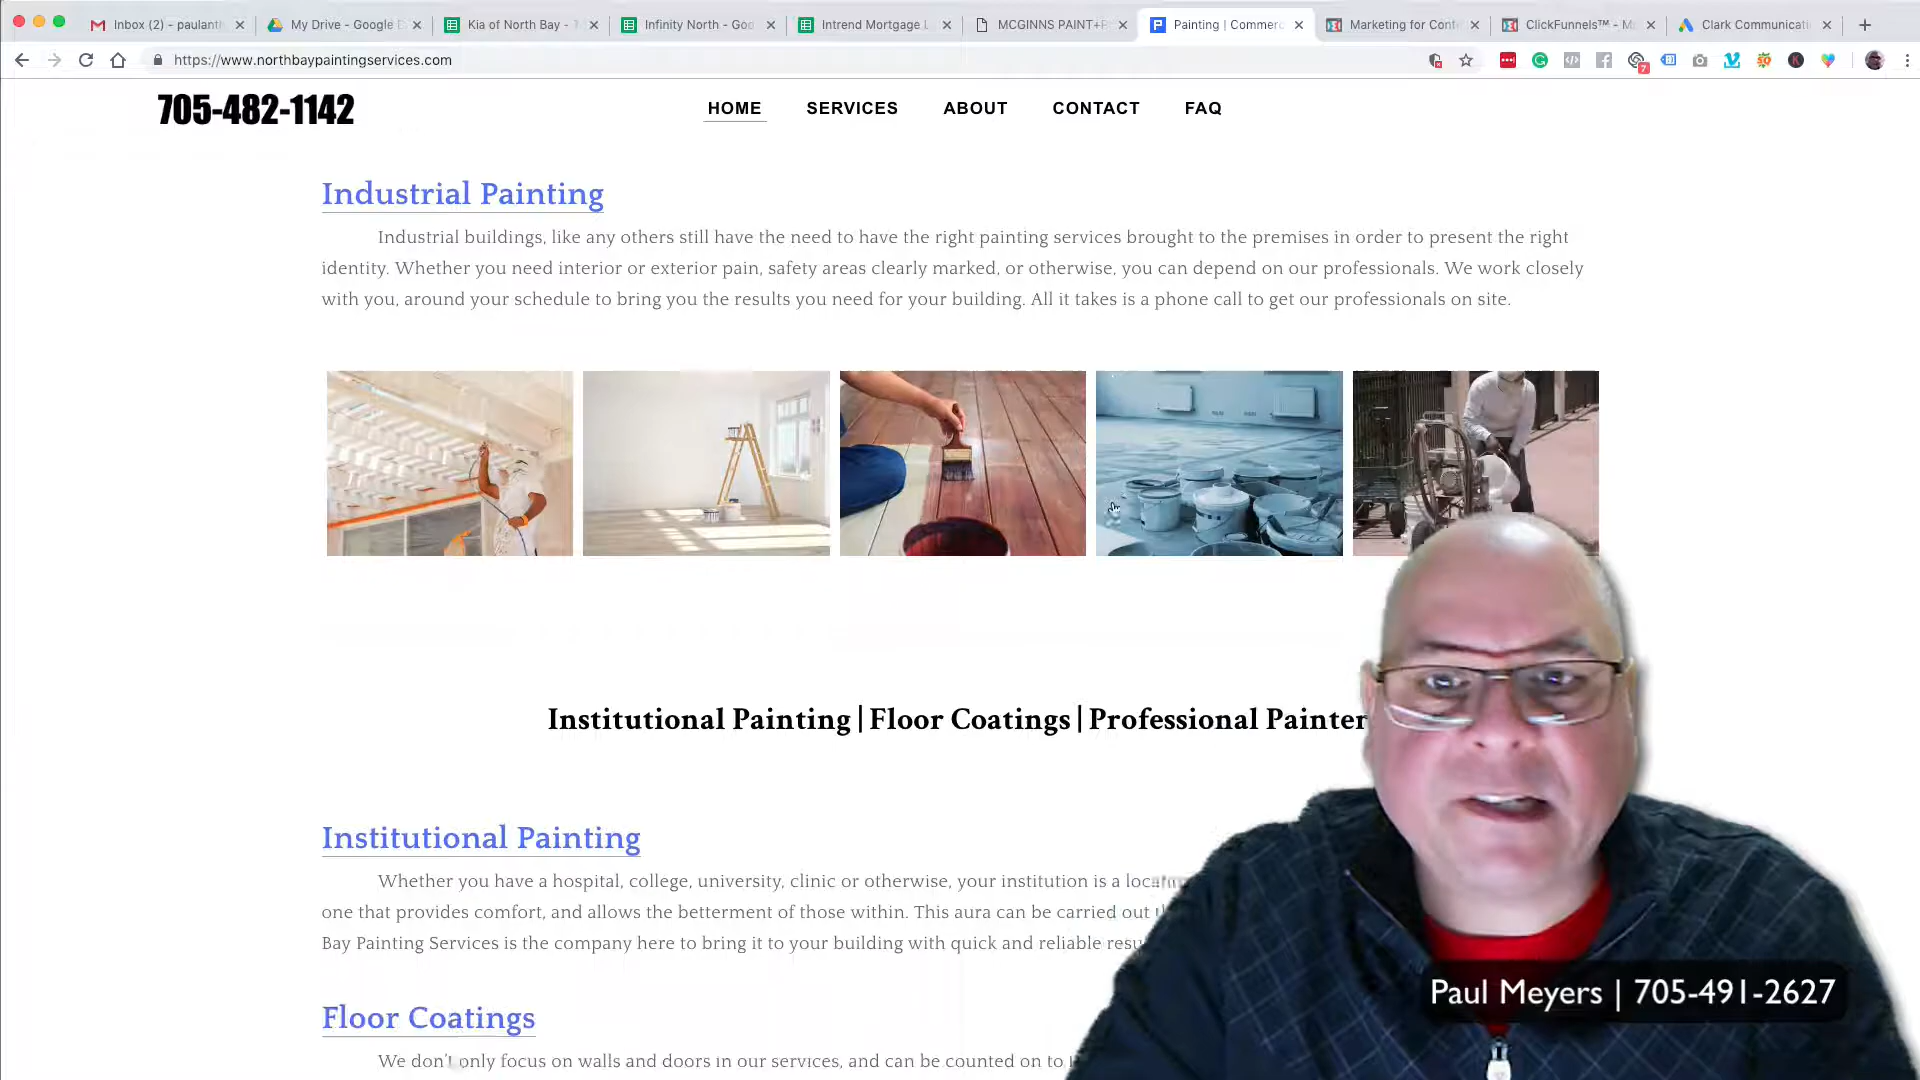 Inbox (2) - paulanth
My Drive - Google D
Kia of North Bay - T
Infinity North - Goo
Intrend Mortgage L
MCGINNS PAINT+P
Painting | Commerc
Marketing for Cont
ClickFunnels™ - M
Clark Communicati
https://www.northbaypaintingservices.com
7
705-482-1142
HOME SERVICES ABOUT CONTACT FAQ
Industrial Painting
Industrial buildings, like any others still have the need to have the right painting services brought to the premises in order to present the right
identity. Whether you need interior or exterior pain, safety areas clearly marked, or otherwise, you can depend on our professionals. We work closely
with you, around your schedule to bring you the results you need for your building. All it takes is a phone call to get our professionals on site.
Institutional Painting | Floor Coatings | Professional Painter
Institutional Painting
Whether you have a hospital, college, university, clinic or otherwise, your institution is a
one that provides comfort, and allows the betterment of those within. This aura can be carried out
Bay Painting Services is the company here to bring it to your building with quick and reliable
Floor Coatings
We don't only focus on walls and doors in our services, and can be counted on to
Paul Meyers | 705-491-2627